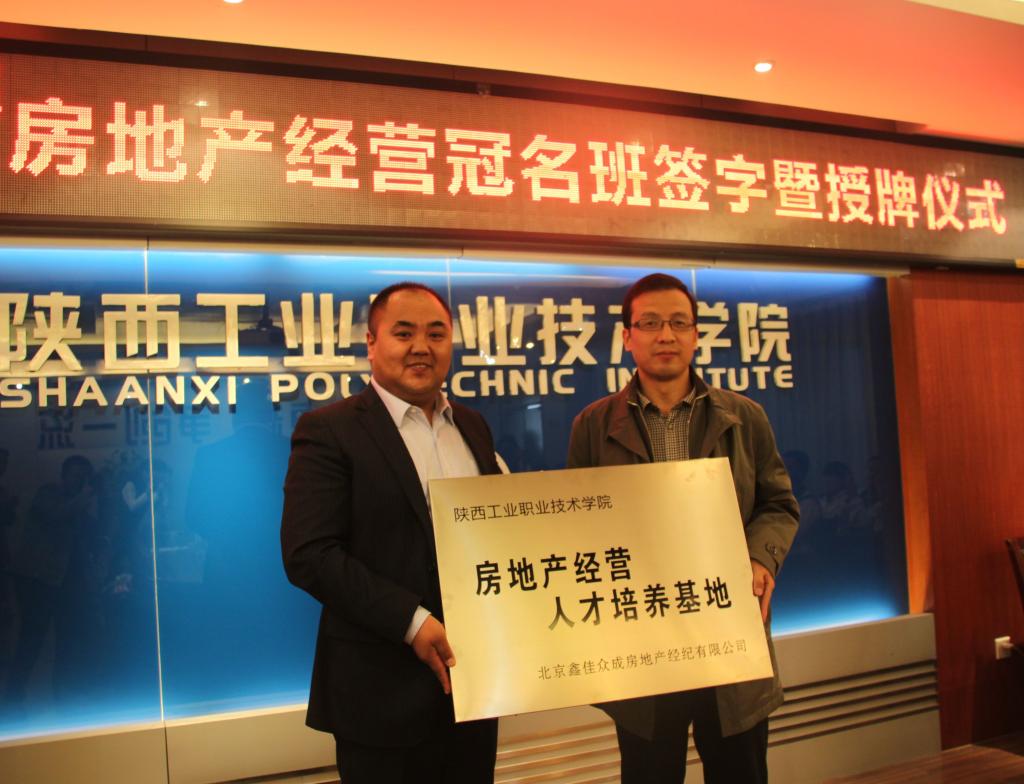 房地产经营冠名班签字暨授牌仪式
陕西工业 业技术学院
SHAANXI POLYTECHNIC INSTITUTE
陕西工业职业技术学院
房地产经营
人才培养基地
北京鑫佳众成房地产经纪有限公司